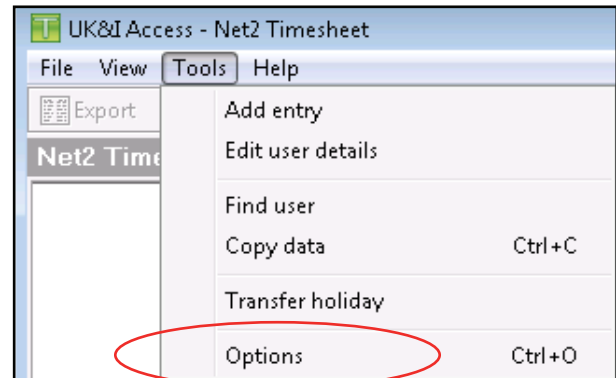 UK&I Access - Net2 Timesheet
File View Tools Help
Export
Add entry
Net2 Time
Edit user details
Find user
Copy data Ctrl+C
Transfer holiday
Options Ctrl+O